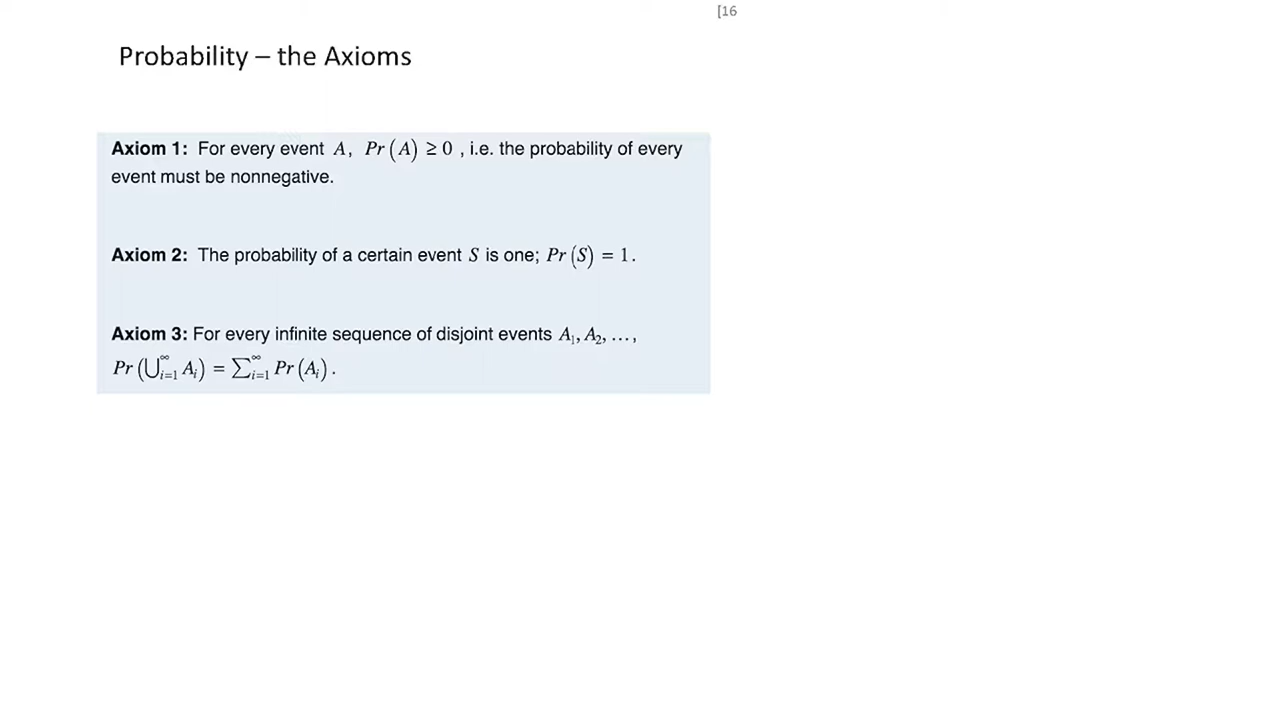 [16
Probability – the Axioms
Axiom 1: For every event A, Pr(A) ≥ 0 , i.e. the probability of every
event must be nonnegative.
Axiom 2: The probability of a certain event S is one; Pr(S) = 1.
Axiom 3: For every infinite sequence of disjoint events A₁, A₂, …,
Pr(⋃_{i=1}^{∞} A_i) = ∑_{i=1}^{∞} Pr(A_i).